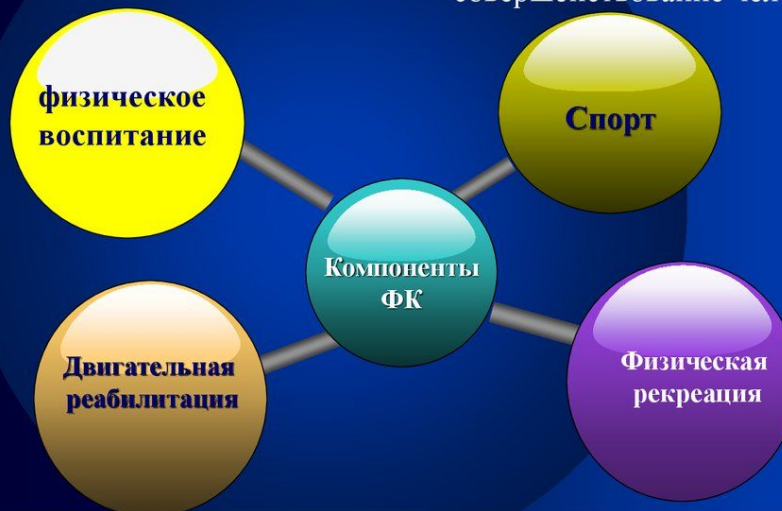 физическое
воспитание
Спорт
Компоненты
ФК
Двигательная
реабилитация
Физическая
рекреация